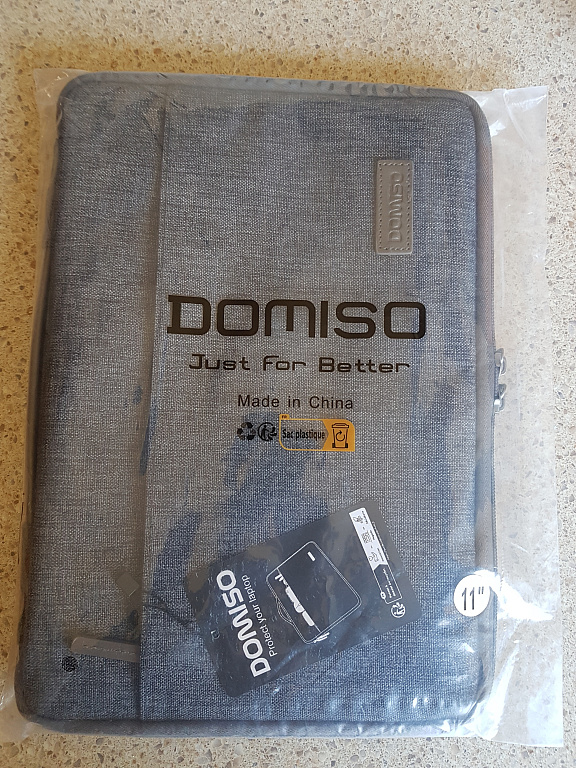 DOMISO
DOMISO
Just For Better
Made in China
Sac plastique
DOMISO
Protect your laptop
11"